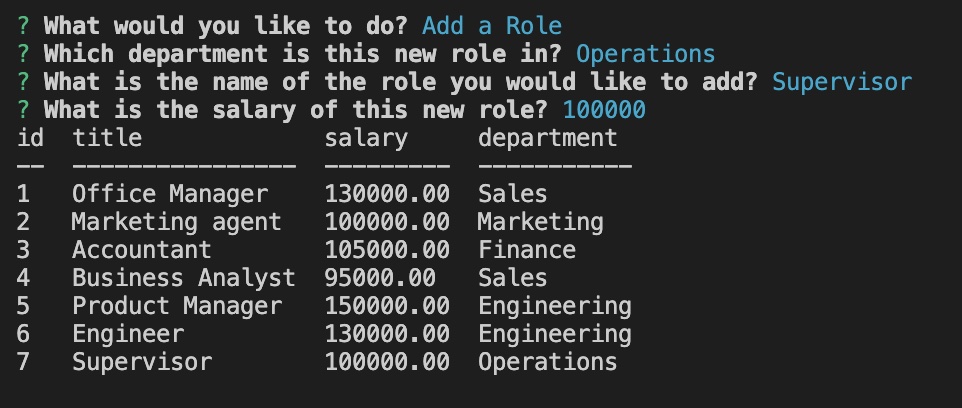 ? What would you like to do? Add a Role
? Which department is this new role in? Operations
? What is the name of the role you would like to add? Supervisor
? What is the salary of this new role? 100000
id  title             salary     department
--  ----------------  ---------  -----------
1   Office Manager    130000.00  Sales
2   Marketing agent   100000.00  Marketing
3   Accountant        105000.00  Finance
4   Business Analyst  95000.00   Sales
5   Product Manager   150000.00  Engineering
6   Engineer          130000.00  Engineering
7   Supervisor        100000.00  Operations